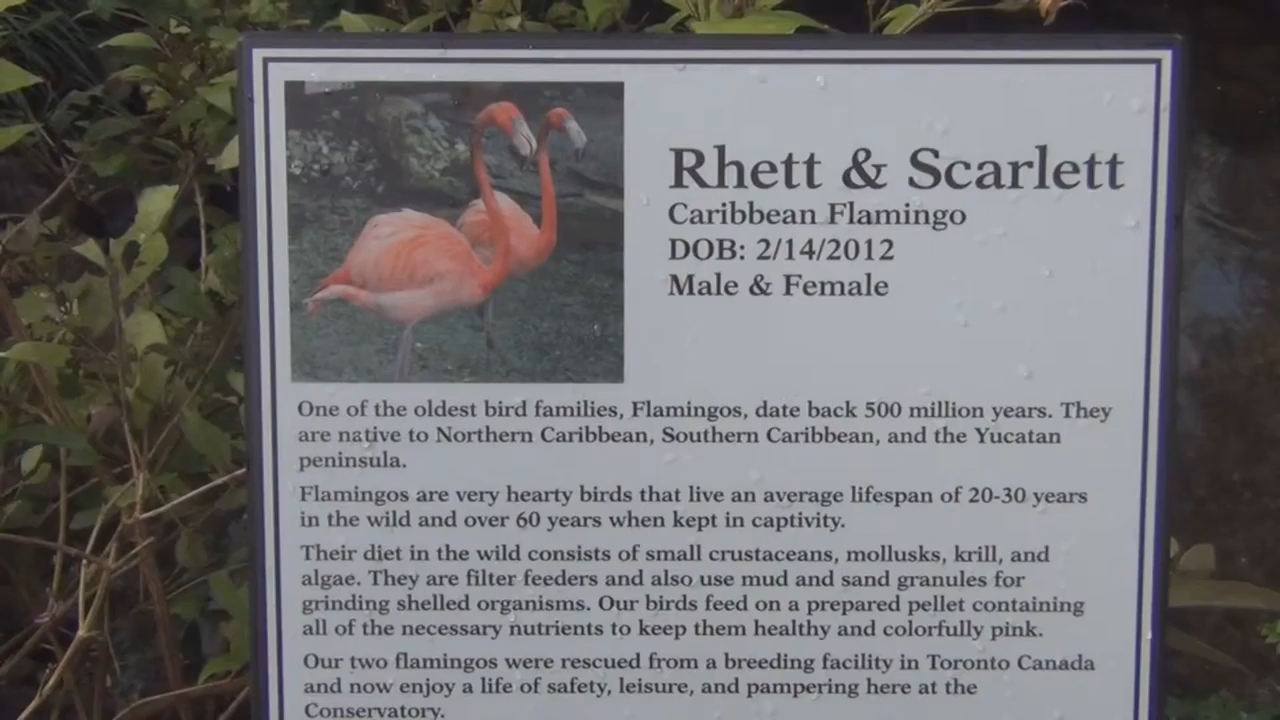 Rhett & Scarlett
Caribbean Flamingo
DOB: 2/14/2012
Male & Female
One of the oldest bird families, Flamingos, date back 500 million years. They
are native to Northern Caribbean, Southern Caribbean, and the Yucatan
peninsula.
Flamingos are very hearty birds that live an average lifespan of 20-30 years
in the wild and over 60 years when kept in captivity.
Their diet in the wild consists of small crustaceans, mollusks, krill, and
algae. They are filter feeders and also use mud and sand granules for
grinding shelled organisms. Our birds feed on a prepared pellet containing
all of the necessary nutrients to keep them healthy and colorfully pink.
Our two flamingos were rescued from a breeding facility in Toronto Canada
and now enjoy a life of safety, leisure, and pampering here at the
Conservatory.